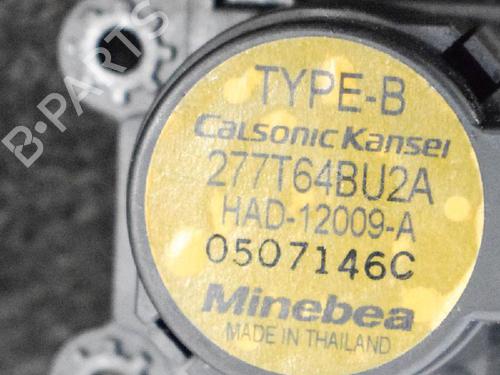 B-PARTS
TYPE-B
CalsonicKansei
277T64BU2A
HAD-12009-A
0507146C
Minebea
MADE IN THAILAND